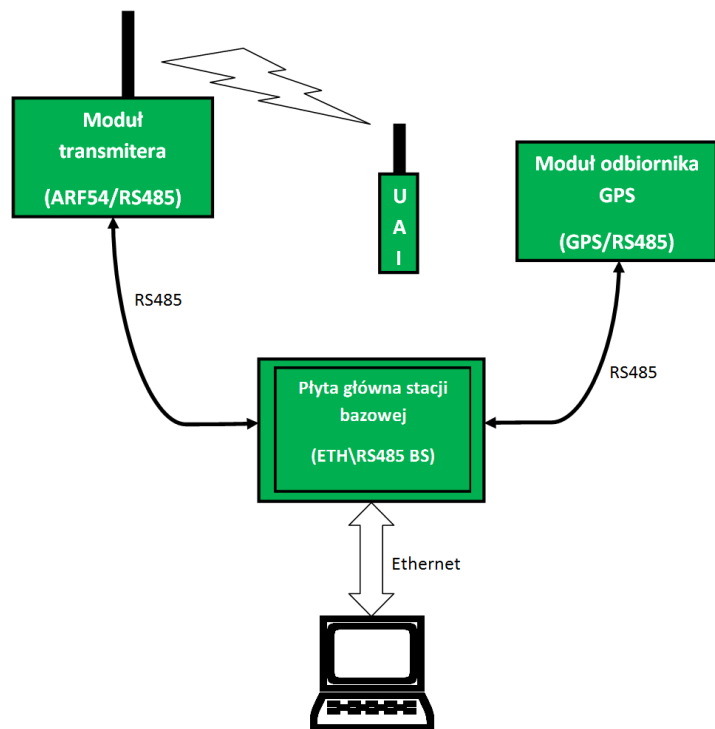 Moduł
transmitera
(ARF54/RS485)
U
A
I
Moduł odbiornika
GPS
(GPS/RS485)
RS485
RS485
Płyta główna stacji
bazowej
(ETH\RS485 BS)
Ethernet